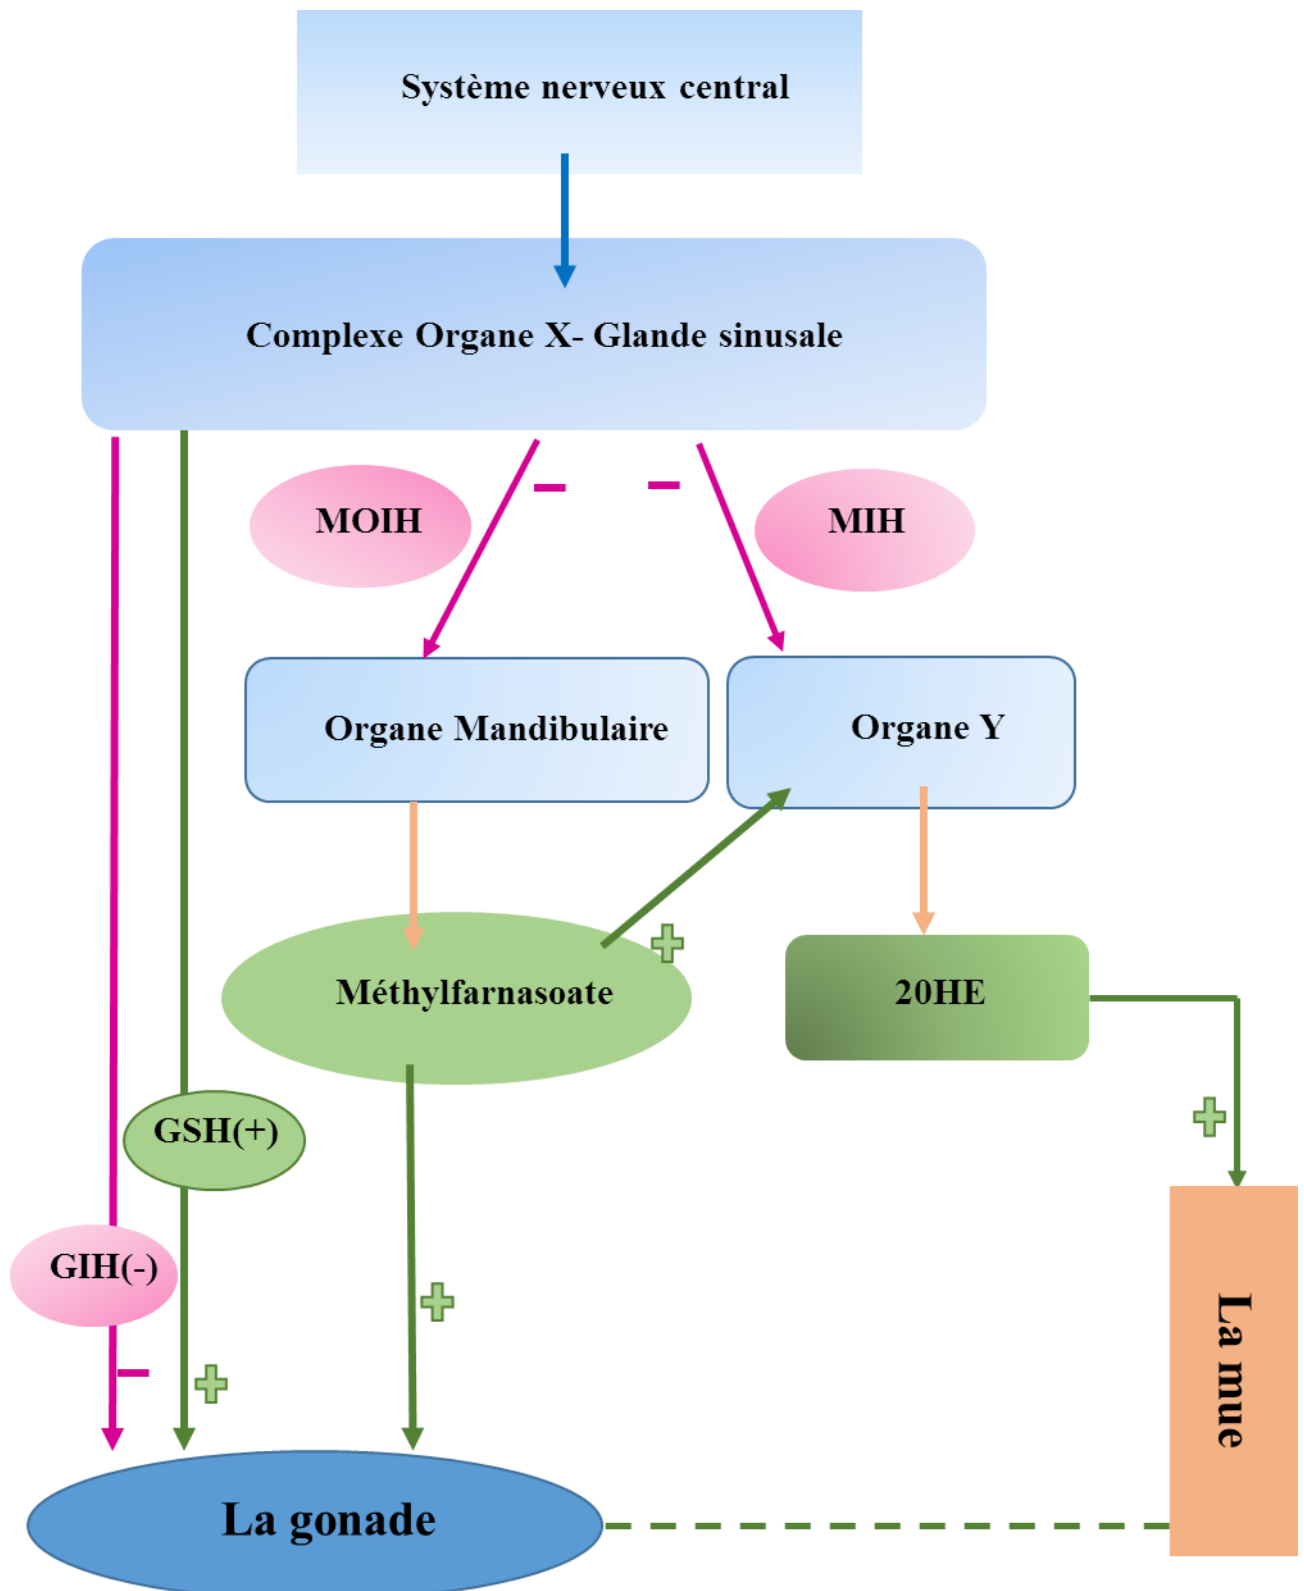 Système nerveux central
Complexe Organe X- Glande sinusale
MOIH
MIH
Organe Mandibulaire
Organe Y
Méthylfarnasoate
20HE
GSH(+)
GIH(-)
La mue
La gonade